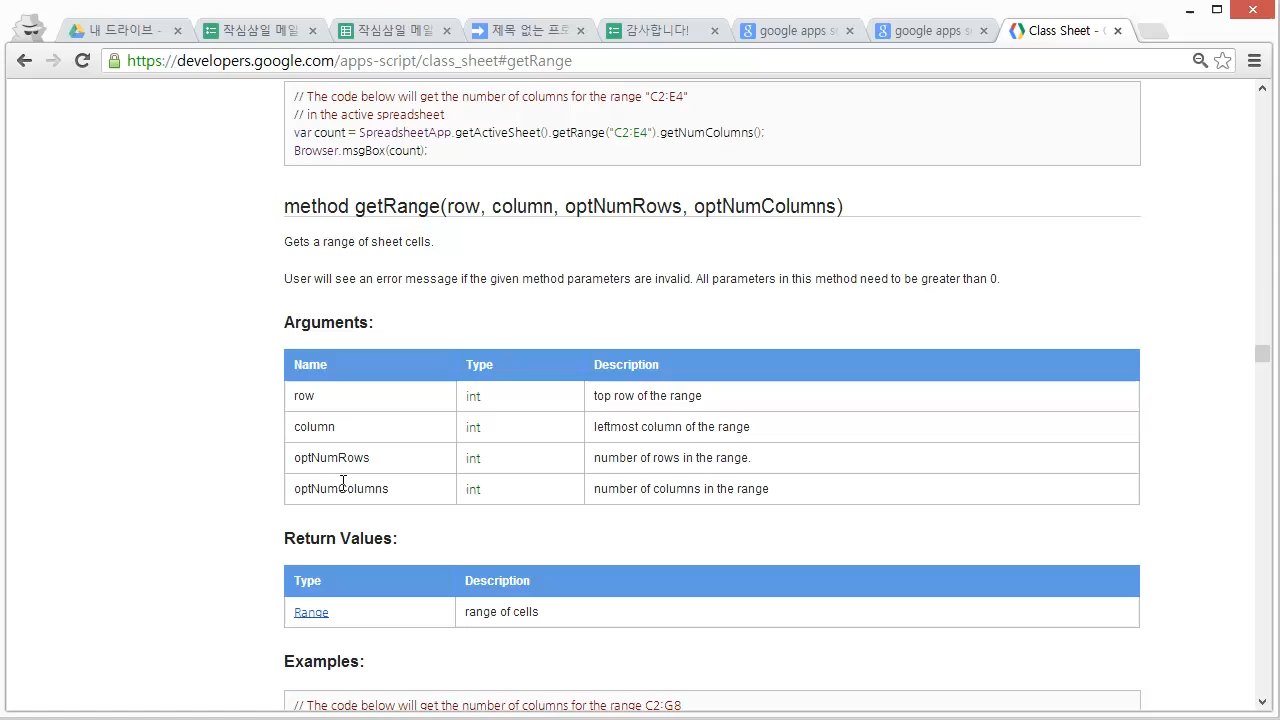 내 드라이브 -
작심삼일 메일
작심삼일 메일
제목 없는 프로
감사합니다!
google apps s
google apps s
Class Sheet -
https://developers.google.com/apps-script/class_sheet#getRange
// The code below will get the number of columns for the range "C2:E4"
// in the active spreadsheet
var count = SpreadsheetApp.getActiveSheet().getRange("C2:E4").getNumColumns();
Browser.msgBox(count);
method getRange(row, column, optNumRows, optNumColumns)
Gets a range of sheet cells.
User will see an error message if the given method parameters are invalid. All parameters in this method need to be greater than 0.
Arguments:
Name Type Description
row int top row of the range
column int leftmost column of the range
optNumRows int number of rows in the range.
optNumColumns int number of columns in the range
Return Values:
Type Description
Range range of cells
Examples:
// The code below will get the number of columns for the range C2:G8